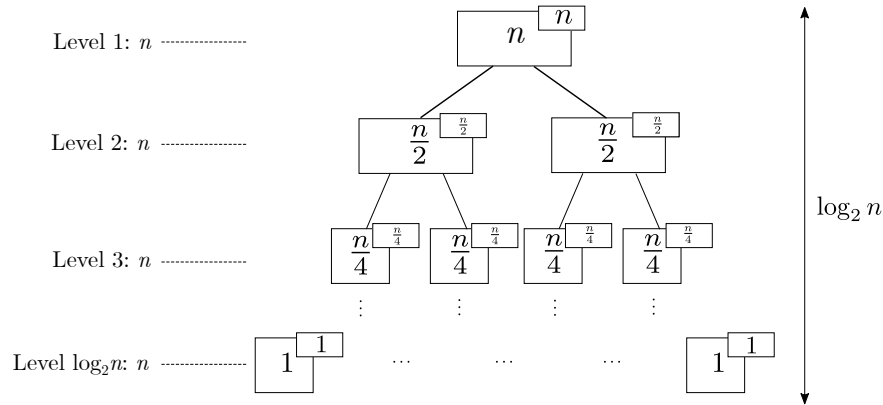 Level 1: n n n
Level 2: n n/2 n/2 n/2 n/2
log₂ n
Level 3: n n/4 n/4 n/4 n/4 n/4 n/4 n/4 n/4
⋮ ⋮ ⋮ ⋮
Level log₂n: n 1 1 ... ... ... 1 1